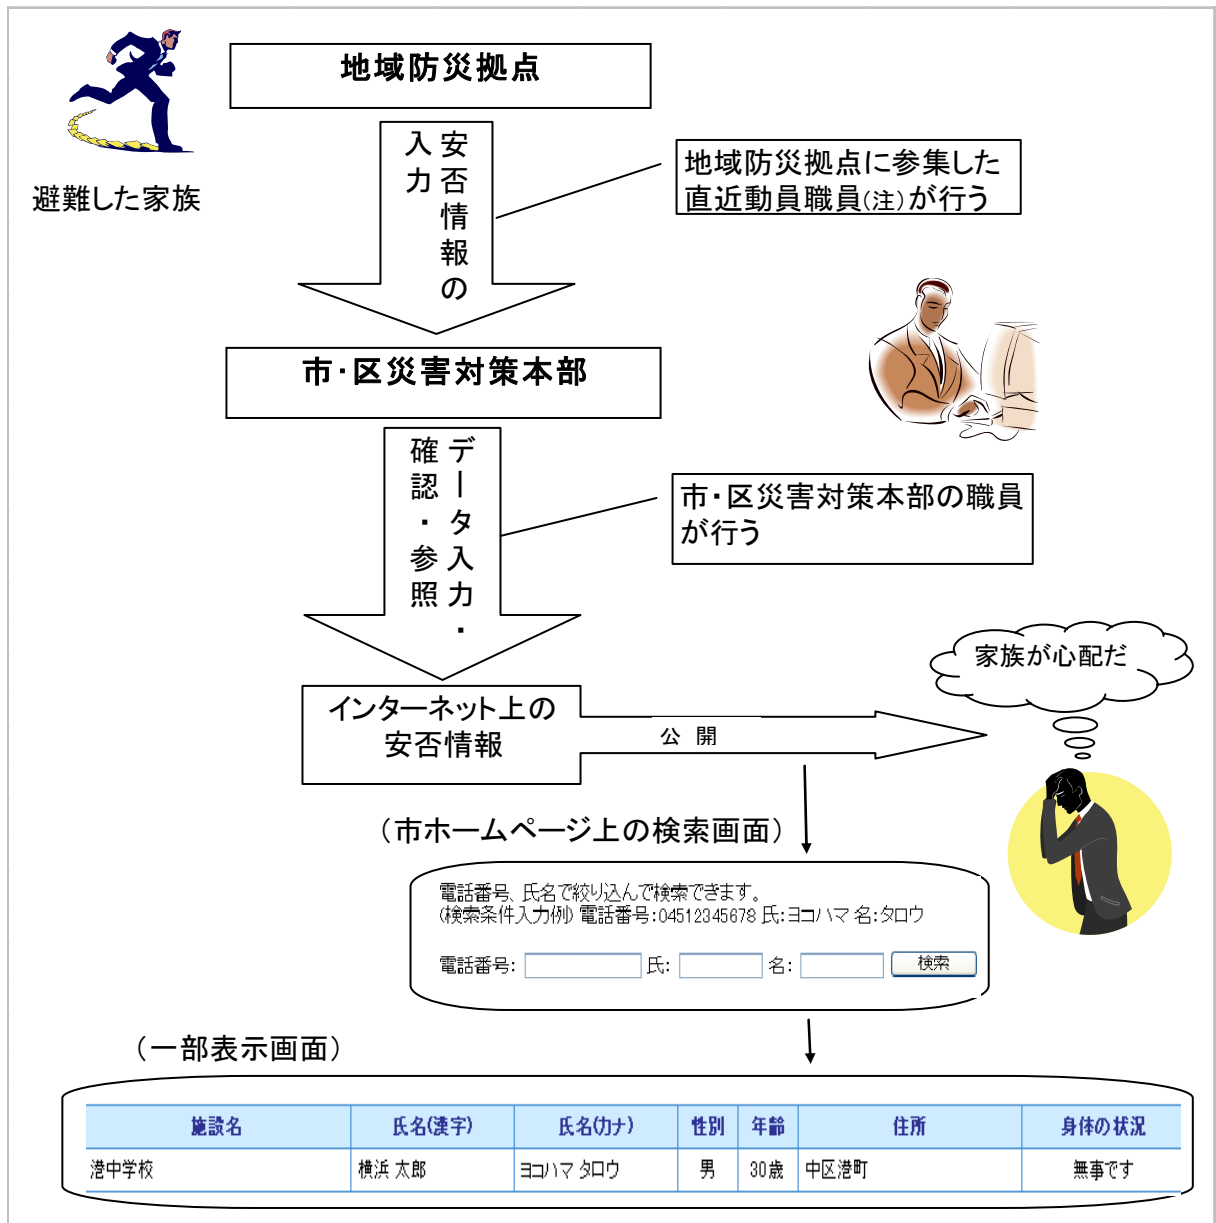 地域防災拠点
避難した家族
安否情報の
入力
地域防災拠点に参集した
直近動員職員(注)が行う
市・区災害対策本部
データ入力・
確認・参照
市・区災害対策本部の職員
が行う
家族が心配だ
インターネット上の
安否情報
公 開
（市ホームページ上の検索画面）
電話番号、氏名で絞り込んで検索できます。
(検索条件入力例) 電話番号:04512345678 氏:ヨコハマ 名:タロウ
電話番号: 氏: 名: 検索
（一部表示画面）
施設名 氏名(漢字) 氏名(カナ) 性別 年齢 住所 身体の状況
港中学校 横浜 太郎 ヨコハマ タロウ 男 30歳 中区港町 無事です